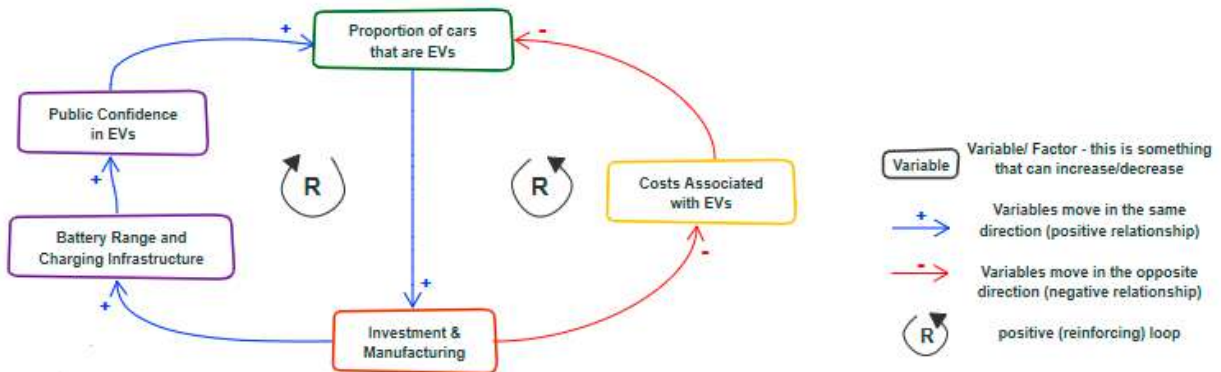 +
Proportion of cars
that are EVs
-
Public Confidence
in EVs
+
R
R
Costs Associated
with EVs
Battery Range and
Charging Infrastructure
-
+
+
Investment &
Manufacturing
Variable
Variable/ Factor - this is something
that can increase/decrease
+
Variables move in the same
direction (positive relationship)
-
Variables move in the opposite
direction (negative relationship)
R
positive (reinforcing) loop